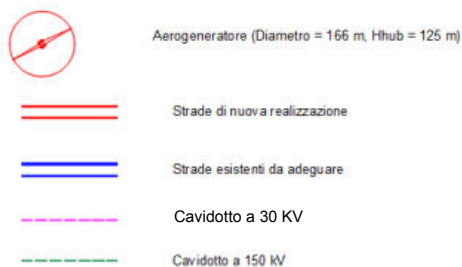 Aerogeneratore (Diametro = 166 m, Hhub = 125 m)
Strade di nuova realizzazione
Strade esistenti da adeguare
Cavidotto a 30 KV
Cavidotto a 150 kV